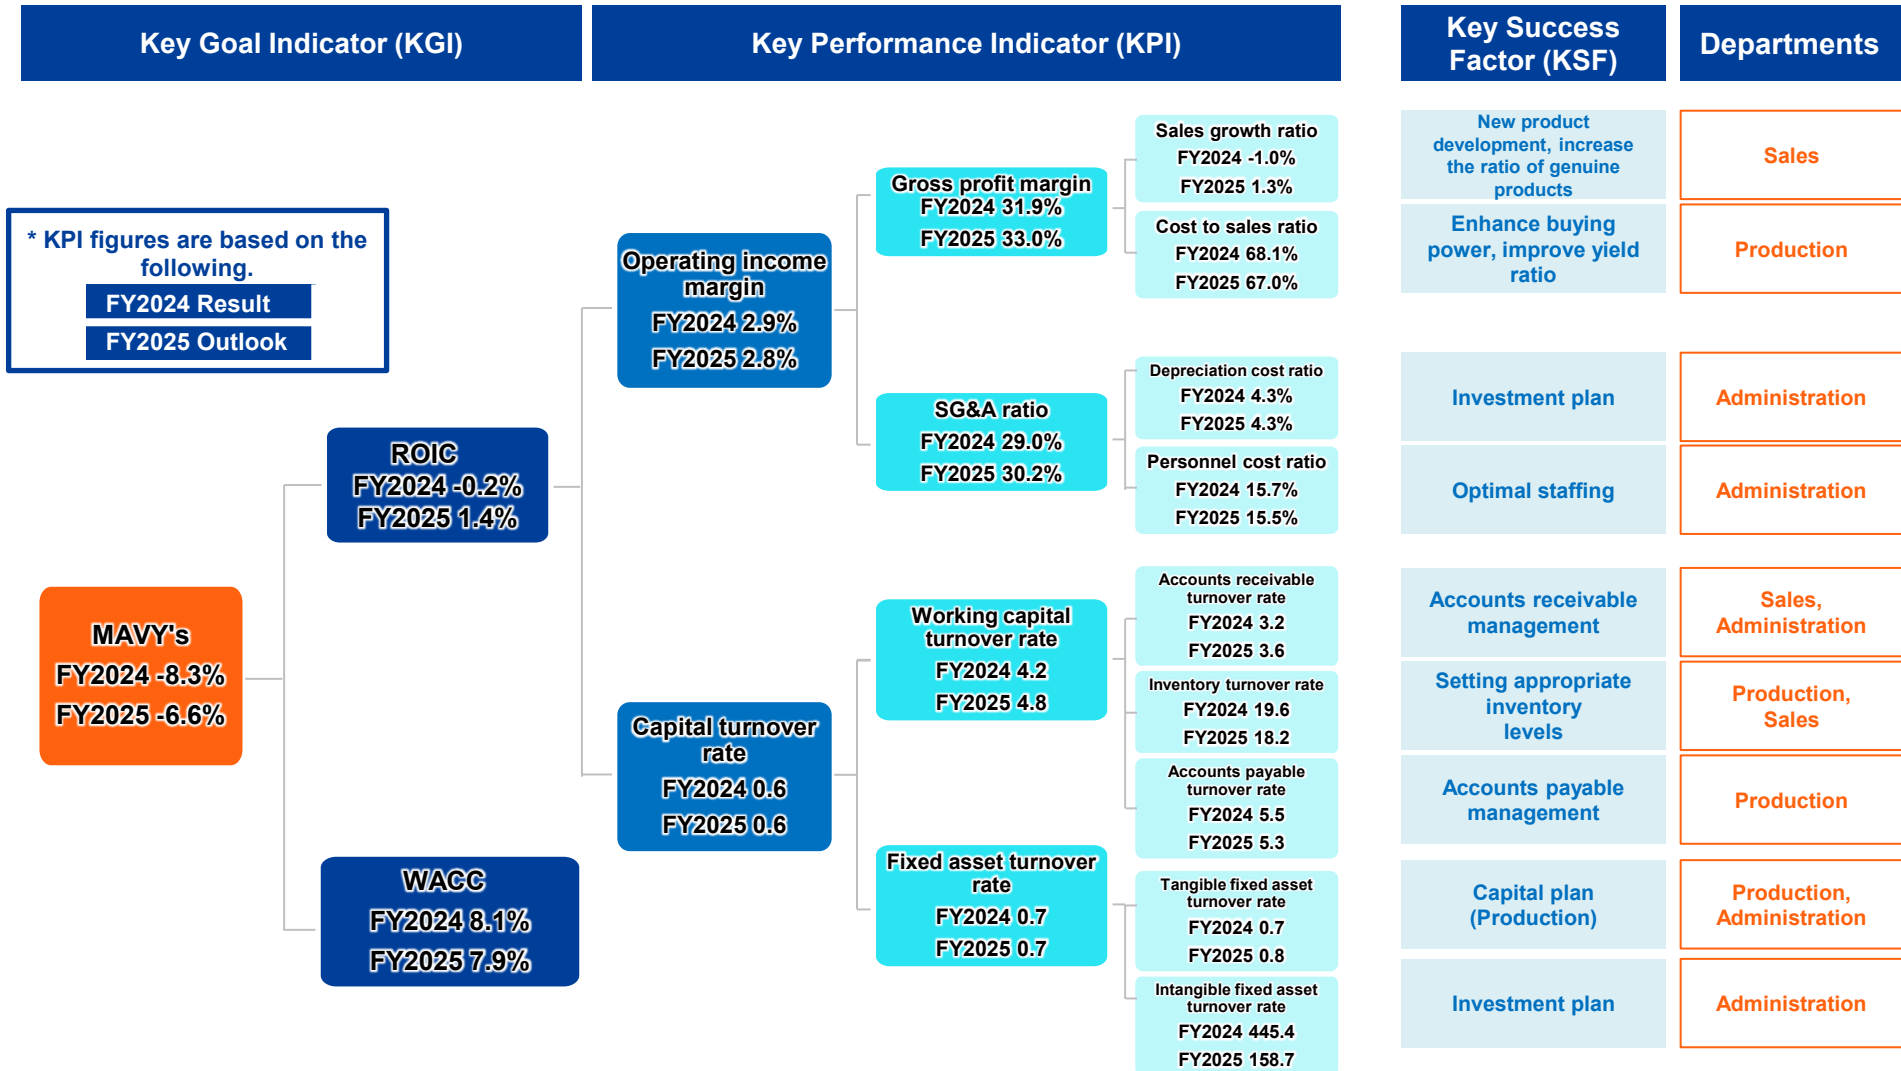 Key Goal Indicator (KGI)
Key Performance Indicator (KPI)
Key Success
Factor (KSF)
Departments
* KPI figures are based on the
following.
FY2024 Result
FY2025 Outlook
MAVY's
FY2024 -8.3%
FY2025 -6.6%
ROIC
FY2024 -0.2%
FY2025 1.4%
WACC
FY2024 8.1%
FY2025 7.9%
Operating income
margin
FY2024 2.9%
FY2025 2.8%
Capital turnover
rate
FY2024 0.6
FY2025 0.6
Gross profit margin
FY2024 31.9%
FY2025 33.0%
SG&A ratio
FY2024 29.0%
FY2025 30.2%
Working capital
turnover rate
FY2024 4.2
FY2025 4.8
Fixed asset turnover
rate
FY2024 0.7
FY2025 0.7
Sales growth ratio
FY2024 -1.0%
FY2025 1.3%
Cost to sales ratio
FY2024 68.1%
FY2025 67.0%
Depreciation cost ratio
FY2024 4.3%
FY2025 4.3%
Personnel cost ratio
FY2024 15.7%
FY2025 15.5%
Accounts receivable
turnover rate
FY2024 3.2
FY2025 3.6
Inventory turnover rate
FY2024 19.6
FY2025 18.2
Accounts payable
turnover rate
FY2024 5.5
FY2025 5.3
Tangible fixed asset
turnover rate
FY2024 0.7
FY2025 0.8
Intangible fixed asset
turnover rate
FY2024 445.4
FY2025 158.7
New product
development, increase
the ratio of genuine
products
Sales
Enhance buying
power, improve yield
ratio
Production
Investment plan
Administration
Optimal staffing
Administration
Accounts receivable
management
Sales,
Administration
Setting appropriate
inventory
levels
Production,
Sales
Accounts payable
management
Production
Capital plan
(Production)
Production,
Administration
Investment plan
Administration